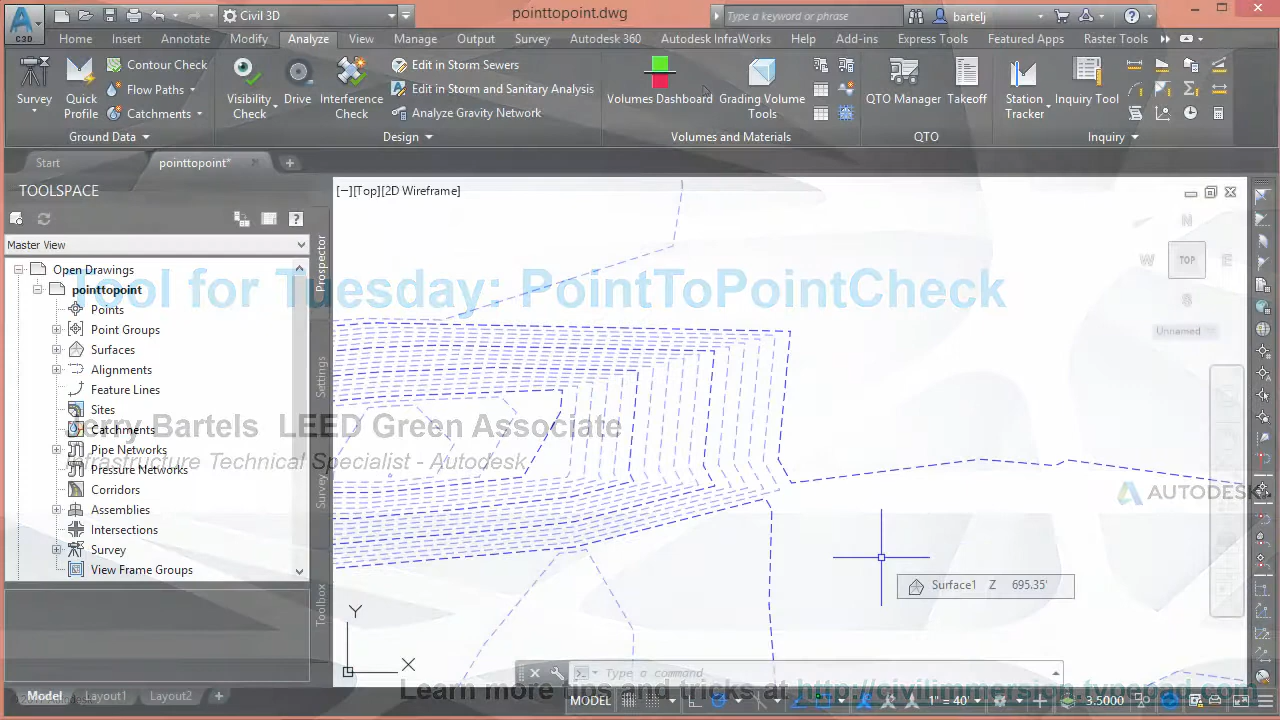 Civil 3D
pointtopoint.dwg
Type a keyword or phrase
bartelj
C3D
Home Insert Annotate Modify Analyze View Manage Output Survey Autodesk 360 Autodesk InfraWorks Help Add-ins Express Tools Featured Apps Raster Tools
Survey
Quick Profile
Contour Check
Flow Paths
Catchments
Ground Data
Visibility Check
Drive
Interference Check
Edit in Storm Sewers
Edit in Storm and Sanitary Analysis
Analyze Gravity Network
Design
Volumes Dashboard
Grading Volume Tools
Volumes and Materials
QTO Manager
Takeoff
QTO
Station Tracker
Inquiry Tool
Inquiry
Start
pointtopoint*
TOOLSPACE
Master View
Open Drawings
pointtopoint
Points
Surfaces
Alignments
Feature Lines
Sites
Catchments
Pipe Networks
Pressure Networks
Corridors
Assemblies
Intersections
Survey
View Frame Groups
Prospector
Settings
Survey
Toolbox
[−][Top][2D Wireframe]
N
W
TOP
E
S
Unnamed
Tool for Tuesday: PointToPointCheck
Jerry Bartels LEED Green Associate
Infrastructure Technical Specialist - Autodesk
AUTODESK
Surface1 Z 695.35'
Y
X
Type a command
Learn more tips and tricks at http://civilimmersion.typepad.com
Model Layout1 Layout2
MODEL
1" = 40'
3.5000